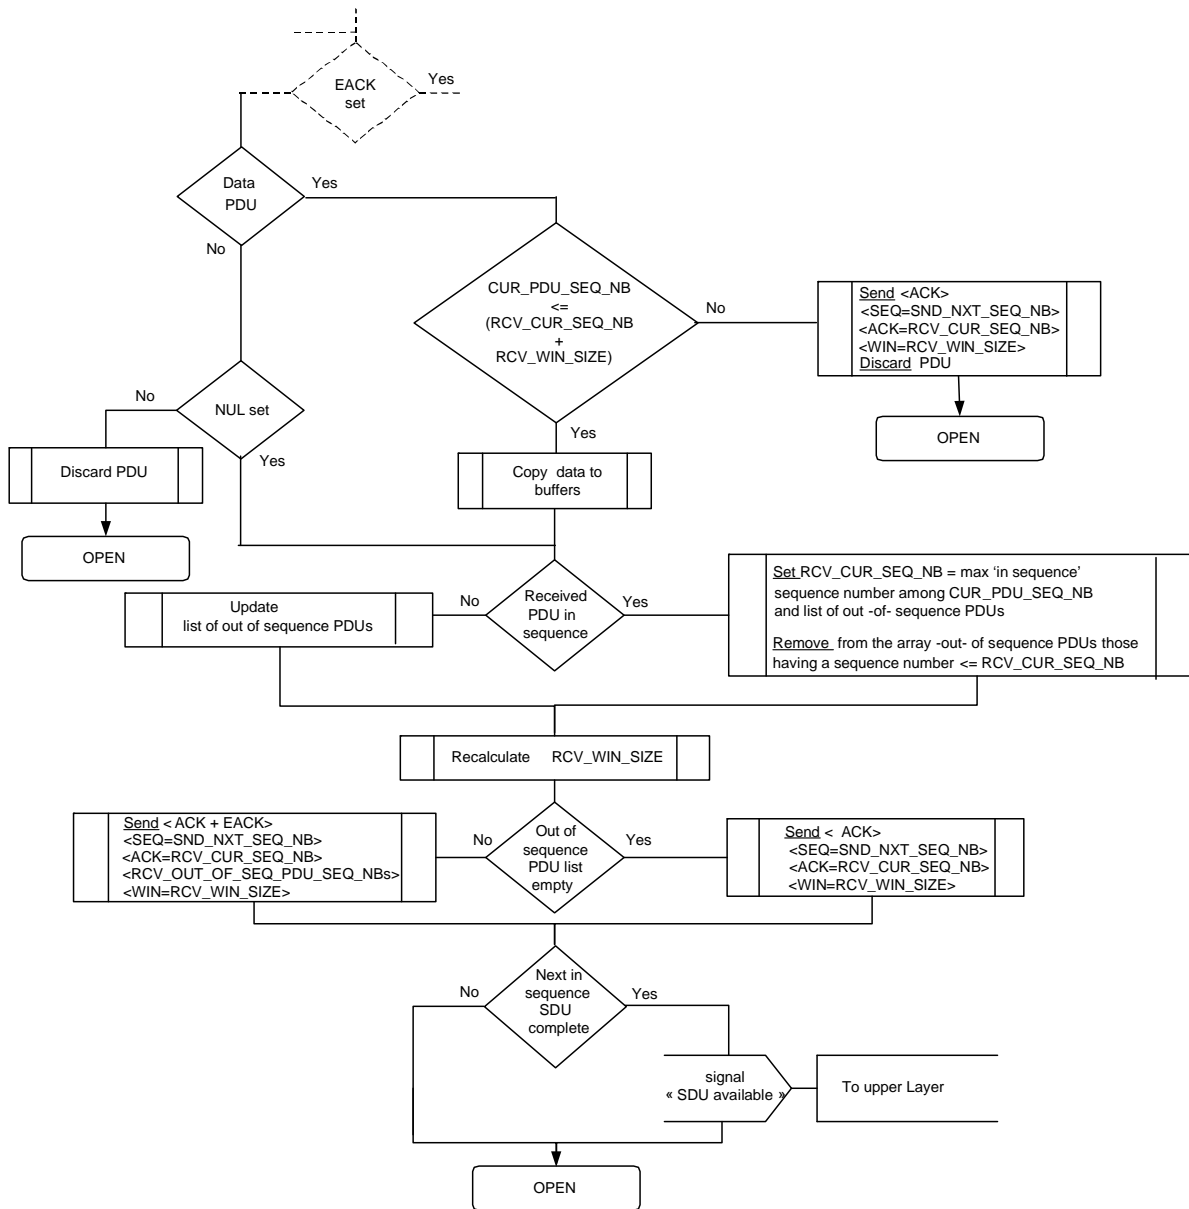 EACK
set
Yes
Data
PDU
Yes
No
CUR_PDU_SEQ_NB
<=
(RCV_CUR_SEQ_NB
+
RCV_WIN_SIZE)
No
Send <ACK>
<SEQ=SND_NXT_SEQ_NB>
<ACK=RCV_CUR_SEQ_NB>
<WIN=RCV_WIN_SIZE>
Discard PDU
OPEN
No
NUL set
Yes
Yes
Discard PDU
OPEN
Copy data to
buffers
Update
list of out of sequence PDUs
No
Received
PDU in
sequence
Yes
Set RCV_CUR_SEQ_NB = max ‘in sequence’
sequence number among CUR_PDU_SEQ_NB
and list of out -of- sequence PDUs
Remove from the array -out- of sequence PDUs those
having a sequence number <= RCV_CUR_SEQ_NB
Recalculate RCV_WIN_SIZE
Send < ACK + EACK>
<SEQ=SND_NXT_SEQ_NB>
<ACK=RCV_CUR_SEQ_NB>
<RCV_OUT_OF_SEQ_PDU_SEQ_NBs>
<WIN=RCV_WIN_SIZE>
No
Out of
sequence
PDU list
empty
Yes
Send < ACK>
<SEQ=SND_NXT_SEQ_NB>
<ACK=RCV_CUR_SEQ_NB>
<WIN=RCV_WIN_SIZE>
No
Next in
sequence
SDU
complete
Yes
signal
« SDU available »
To upper Layer
OPEN